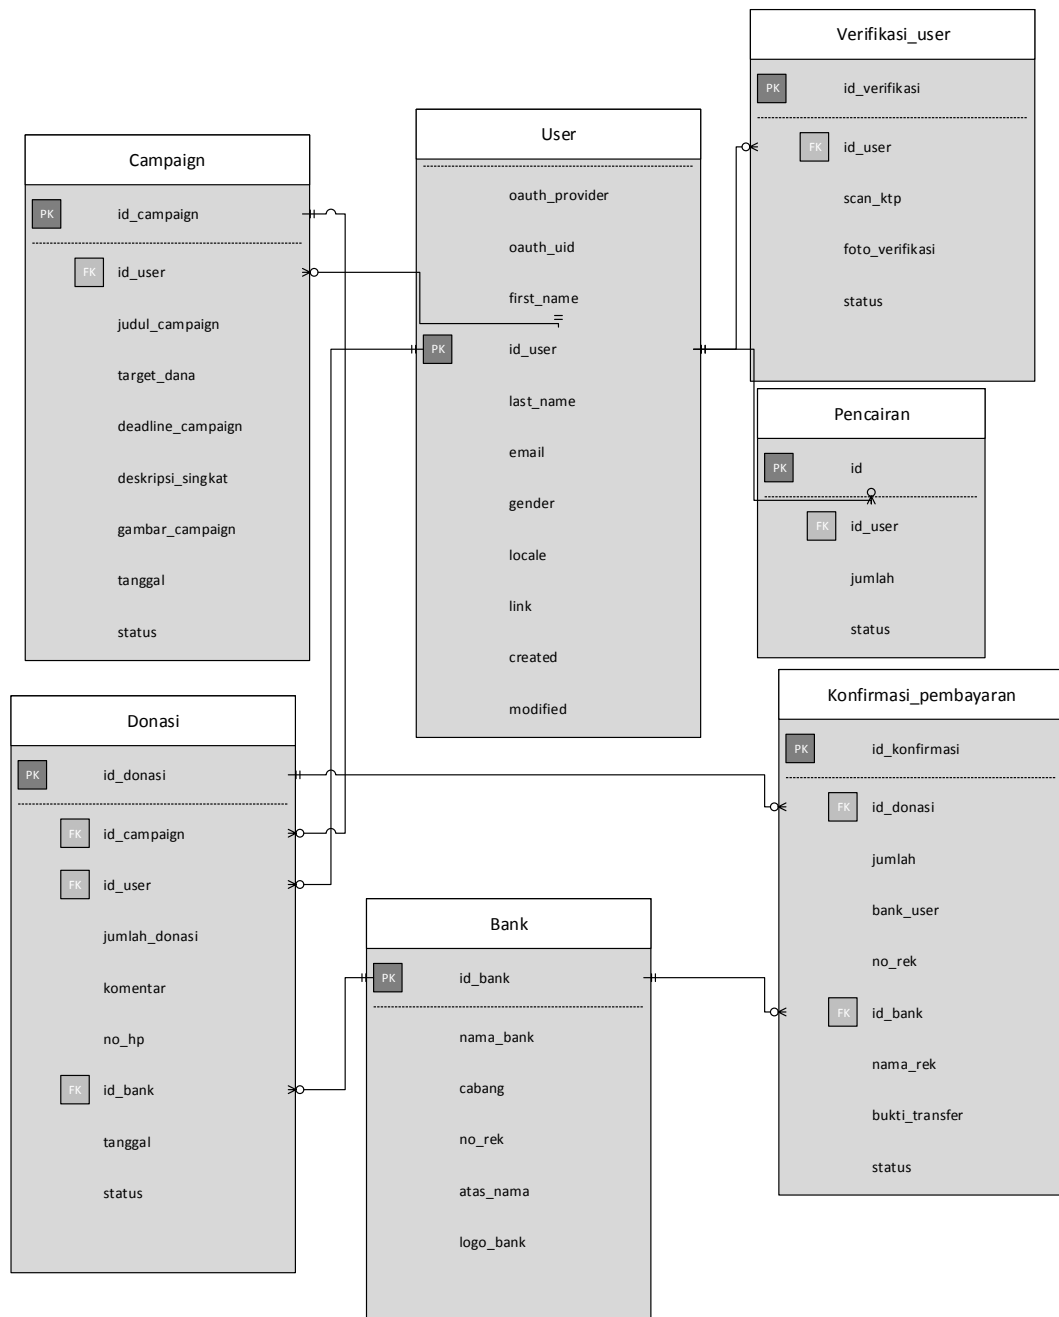 Campaign
PK id_campaign
FK id_user
judul_campaign
target_dana
deadline_campaign
deskripsi_singkat
gambar_campaign
tanggal
status
User
oauth_provider
oauth_uid
first_name
PK id_user
last_name
email
gender
locale
link
created
modified
Verifikasi_user
PK id_verifikasi
FK id_user
scan_ktp
foto_verifikasi
status
Pencairan
PK id
FK id_user
jumlah
status
Donasi
PK id_donasi
FK id_campaign
FK id_user
jumlah_donasi
komentar
no_hp
FK id_bank
tanggal
status
Bank
PK id_bank
nama_bank
cabang
no_rek
atas_nama
logo_bank
Konfirmasi_pembayaran
PK id_konfirmasi
FK id_donasi
jumlah
bank_user
no_rek
FK id_bank
nama_rek
bukti_transfer
status